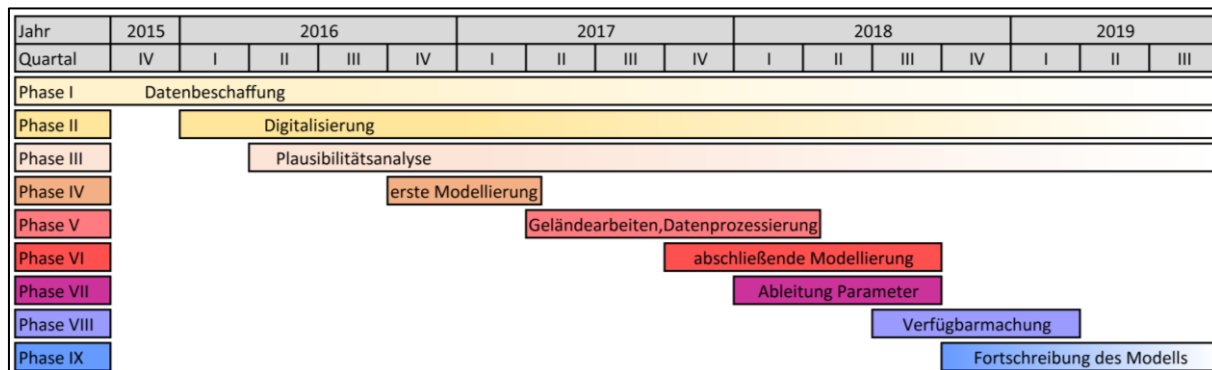 Jahr 2015 2016 2017 2018 2019
Quartal IV I II III IV I II III IV I II III IV I II III
Phase I Datenbeschaffung
Phase II Digitalisierung
Phase III Plausibilitätsanalyse
Phase IV erste Modellierung
Phase V Geländearbeiten,Datenprozessierung
Phase VI abschließende Modellierung
Phase VII Ableitung Parameter
Phase VIII Verfügbarmachung
Phase IX Fortschreibung des Modells